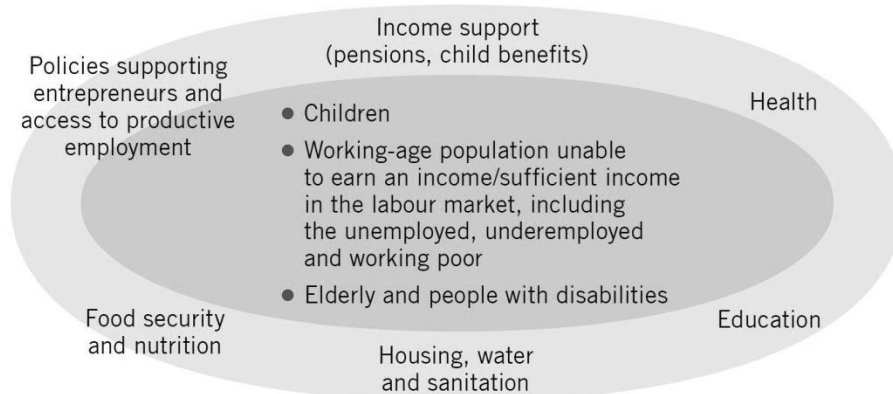 Income support
(pensions, child benefits)
Policies supporting
entrepreneurs and
access to productive
employment
Health
● Children
● Working-age population unable
to earn an income/sufficient income
in the labour market, including
the unemployed, underemployed
and working poor
● Elderly and people with disabilities
Food security
and nutrition
Education
Housing, water
and sanitation